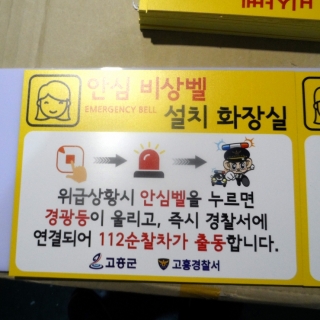 비상벨
안심 비상벨
EMERGENCY BELL
설치 화장실
위급상황시 안심벨을 누르면
경광등이 울리고, 즉시 경찰서에
연결되어 112순찰차가 출동합니다.
고흥군 고흥경찰서